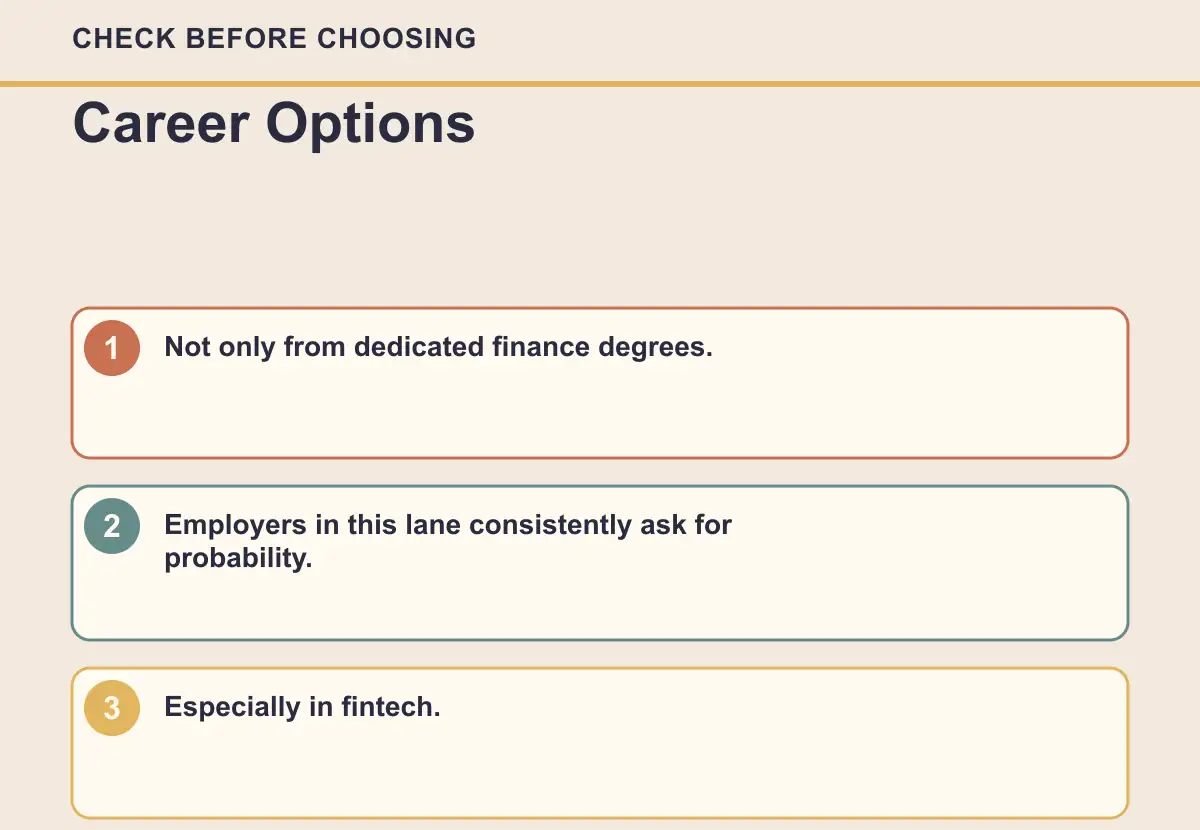 CHECK BEFORE CHOOSING
Career Options
1
Not only from dedicated finance degrees.
2
Employers in this lane consistently ask for
probability.
3
Especially in fintech.